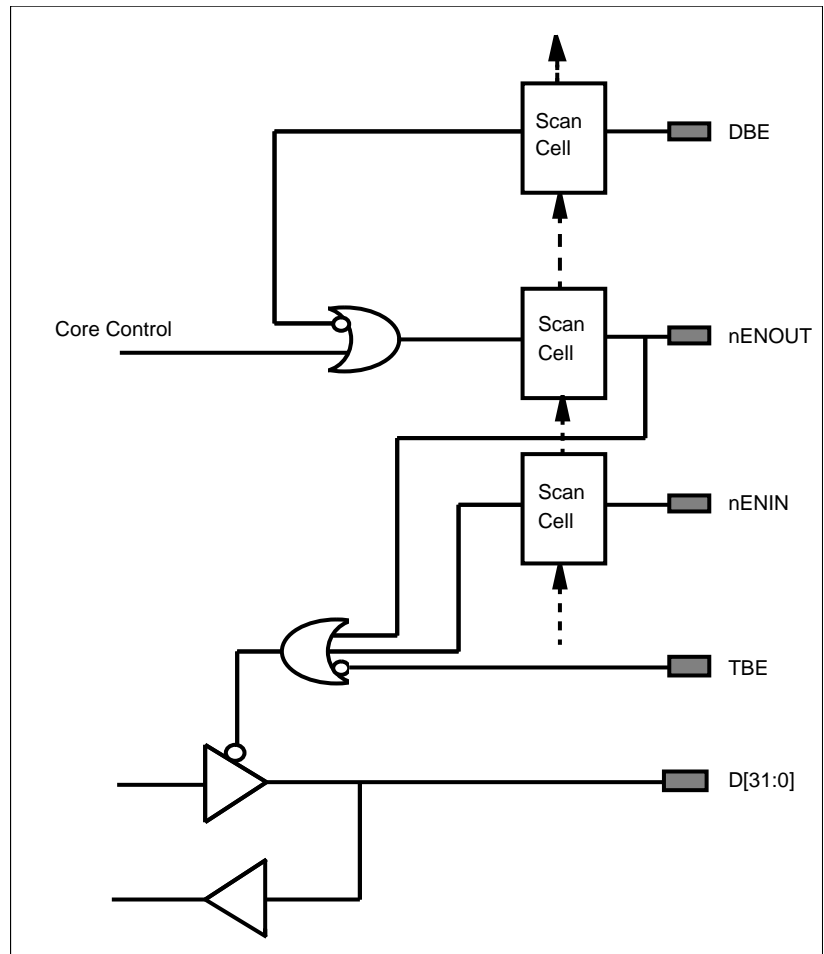 Scan
Cell
DBE
Core Control
Scan
Cell
nENOUT
Scan
Cell
nENIN
TBE
D[31:0]